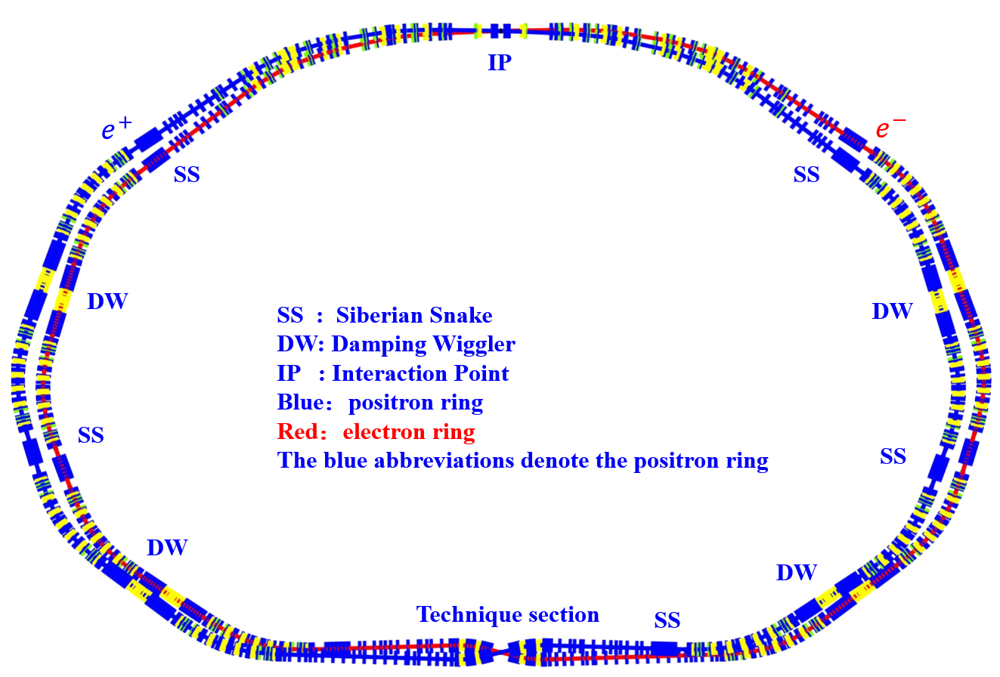 IP
e⁺
e⁻
SS
SS
DW
DW
SS : Siberian Snake
DW: Damping Wiggler
IP : Interaction Point
Blue： positron ring
Red： electron ring
The blue abbreviations denote the positron ring
SS
SS
DW
DW
Technique section
SS